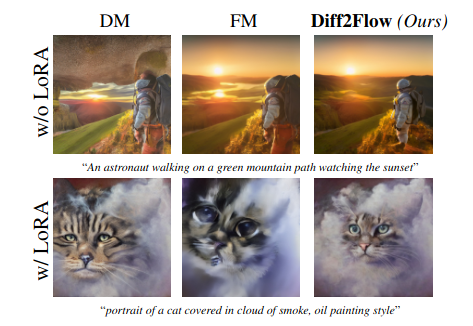 DM FM Diff2Flow (Ours)
w/o LoRA
“An astronaut walking on a green mountain path watching the sunset”
w/ LoRA
“portrait of a cat covered in cloud of smoke, oil painting style”